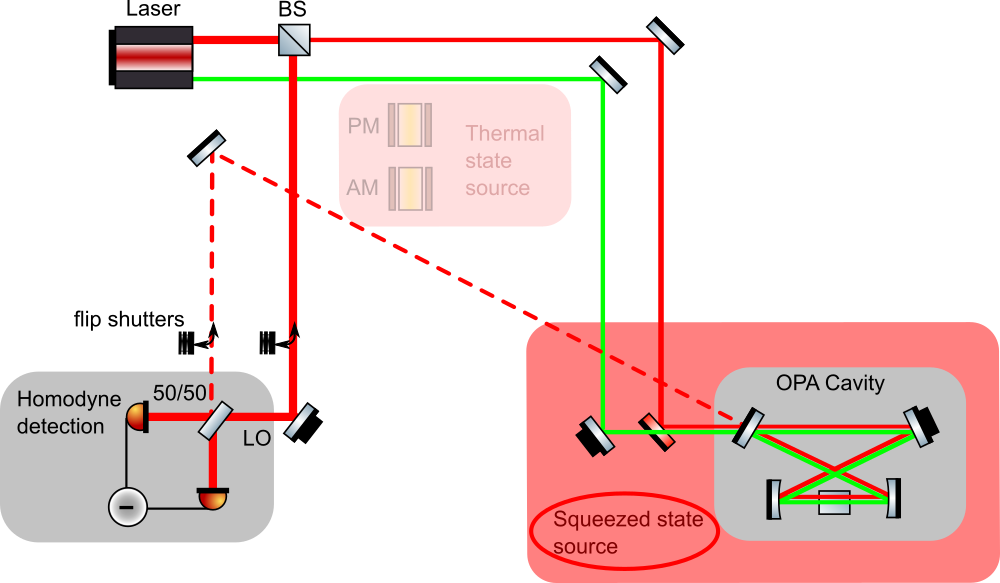 Laser
BS
PM
Thermal
state
source
AM
flip shutters
50/50
Homodyne
detection
LO
OPA Cavity
Squeezed state
source